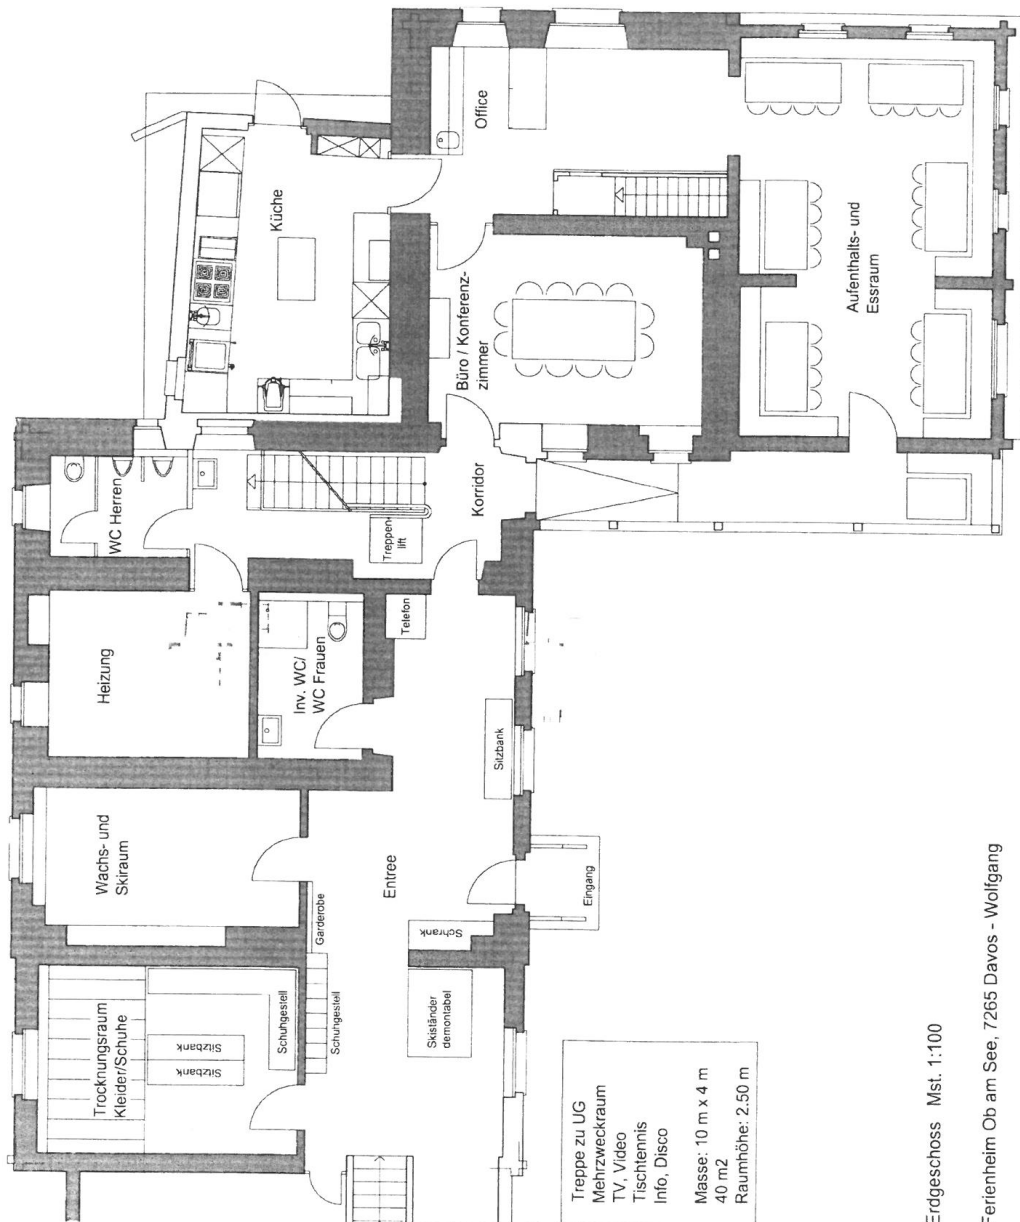 Office
Küche
Büro / Konferenz-
zimmer
Aufenthalts- und
Essraum
WC Herren
Treppen-
lift
Korridor
Heizung
Inv. WC/
WC Frauen
Telefon
Sitzbank
Wachs- und
Skiraum
Entree
Garderobe
Schrank
Eingang
Trocknungsraum
Kleider/Schuhe
Sitzbank
Sitzbank
Schuhgestell
Schuhgestell
Skiständer
demontabel
Treppe zu UG
Mehrzweckraum
TV, Video
Tischtennis
Info, Disco
Masse: 10 m x 4 m
40 m2
Raumhöhe: 2.50 m
Erdgeschoss Mst. 1:100
Ferienheim Ob am See, 7265 Davos - Wolfgang